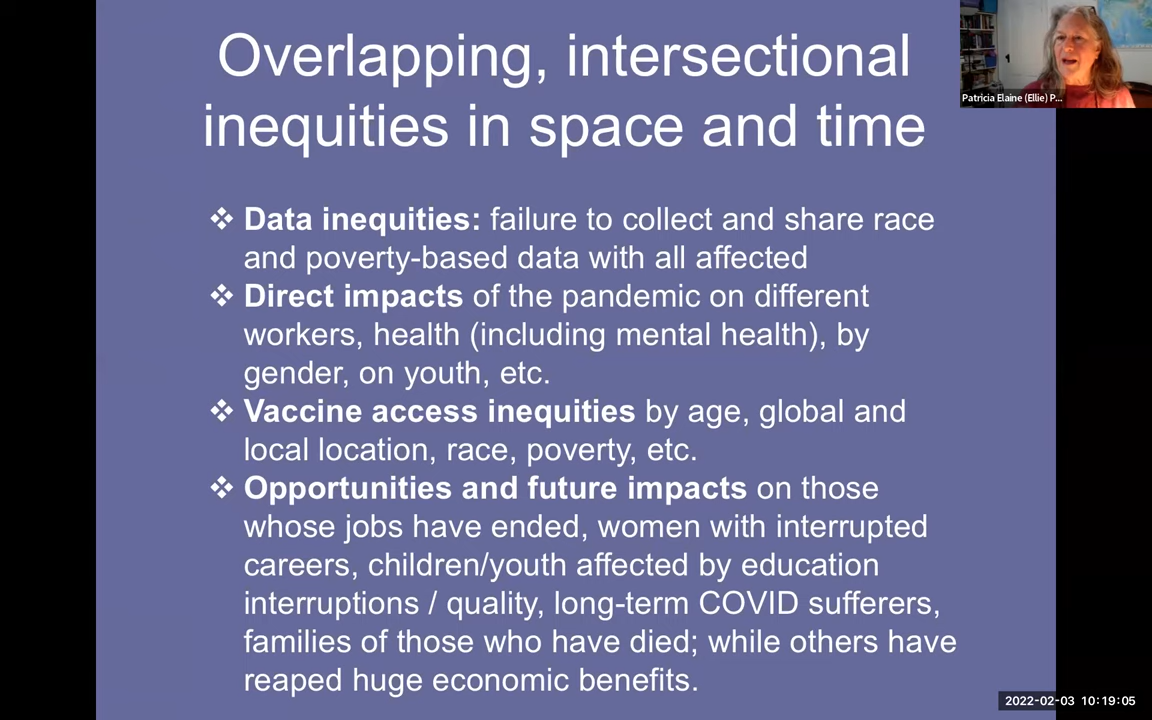 Overlapping, intersectional
inequities in space and time
Patricia Elaine (Ellie) P...
❖ Data inequities: failure to collect and share race
and poverty-based data with all affected
❖ Direct impacts of the pandemic on different
workers, health (including mental health), by
gender, on youth, etc.
❖ Vaccine access inequities by age, global and
local location, race, poverty, etc.
❖ Opportunities and future impacts on those
whose jobs have ended, women with interrupted
careers, children/youth affected by education
interruptions / quality, long-term COVID sufferers,
families of those who have died; while others have
reaped huge economic benefits.
2022-02-03 10:19:05